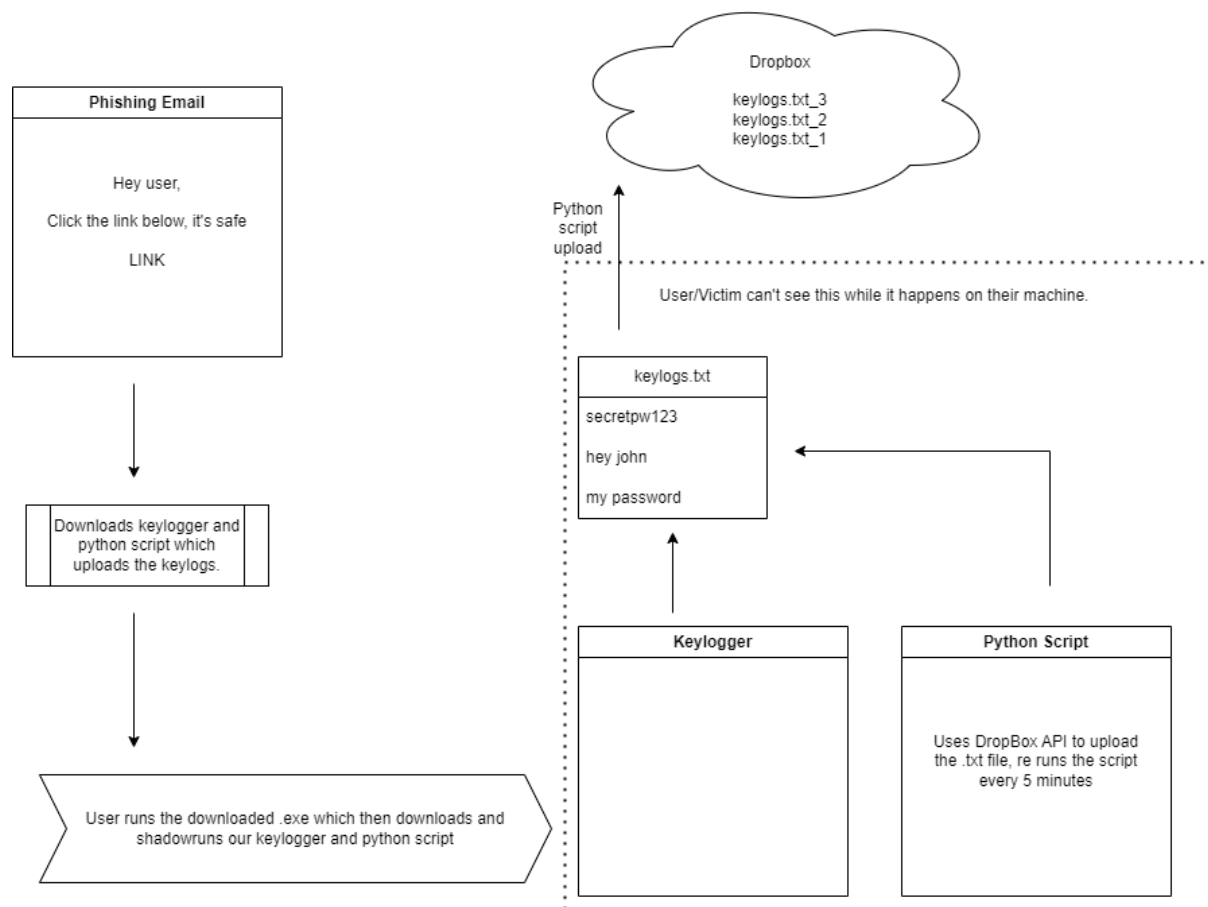 Phishing Email
Hey user,
Click the link below, it's safe
LINK
Downloads keylogger and
python script which
uploads the keylogs.
User runs the downloaded .exe which then downloads and
shadowruns our keylogger and python script
Dropbox
keylogs.txt_3
keylogs.txt_2
keylogs.txt_1
Python
script
upload
User/Victim can't see this while it happens on their machine.
keylogs.txt
secretpw123
hey john
my password
Keylogger
Python Script
Uses DropBox API to upload
the .txt file, re runs the script
every 5 minutes